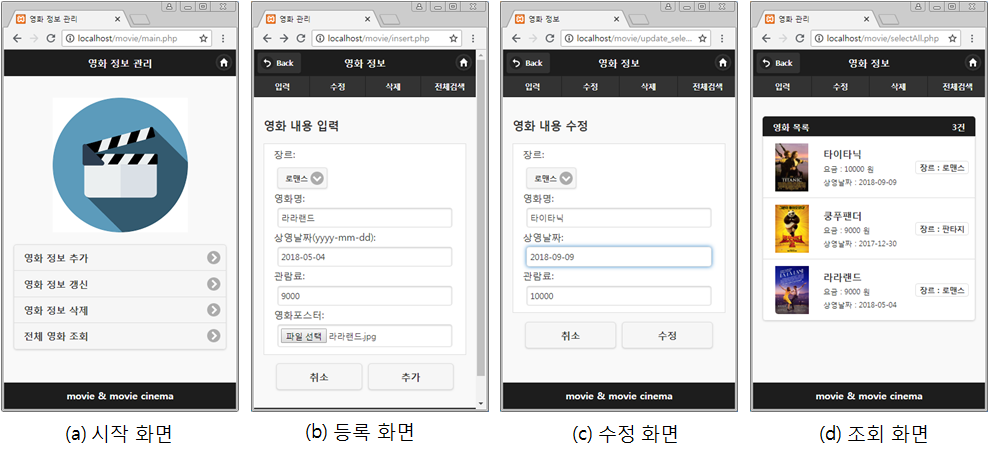 영화 정보 관리
localhost/movie/main.php
영화 정보 관리
영화 정보 추가
영화 정보 갱신
영화 정보 삭제
전체 영화 조회
movie & movie cinema
(a) 시작 화면
영화 관리
localhost/movie/insert.php
Back
영화 정보
입력 수정 삭제 전체검색
영화 내용 입력
장르:
로맨스
영화명:
라라랜드
상영날짜(yyyy-mm-dd):
2018-05-04
관람료:
9000
영화포스터:
파일 선택 라라랜드.jpg
취소 추가
(b) 등록 화면
영화 정보
localhost/movie/update_sele...
Back
영화 정보
입력 수정 삭제 전체검색
영화 내용 수정
장르:
로맨스
영화명:
타이타닉
상영날짜:
2018-09-09
관람료:
10000
취소 수정
movie & movie cinema
(c) 수정 화면
영화 관리
localhost/movie/selectAll.php
Back
영화 정보
입력 수정 삭제 전체검색
영화 목록 3건
TITANIC
타이타닉
요금 : 10000 원
상영날짜 : 2018-09-09
장르 : 로맨스
쿵푸팬더
요금 : 9000 원
상영날짜 : 2017-12-30
장르 : 판타지
라라랜드
요금 : 9000 원
상영날짜 : 2018-05-04
장르 : 로맨스
movie & movie cinema
(d) 조회 화면